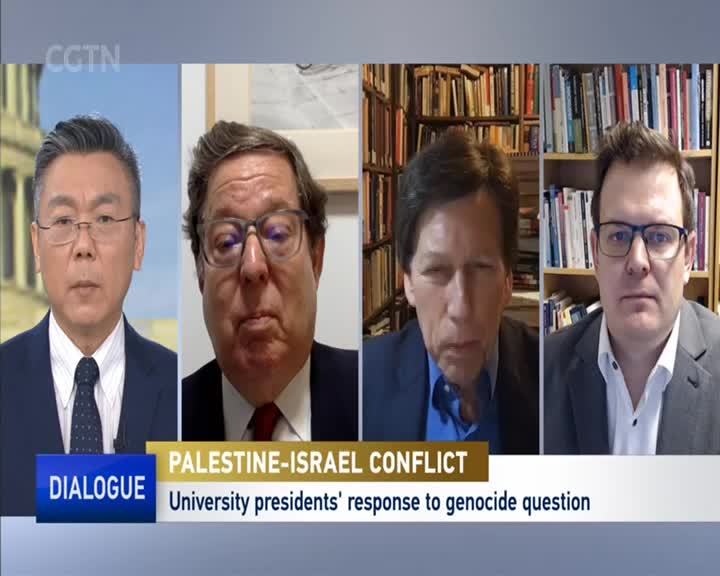 CGTN
PALESTINE-ISRAEL CONFLICT
DIALOGUE
University presidents' response to genocide question